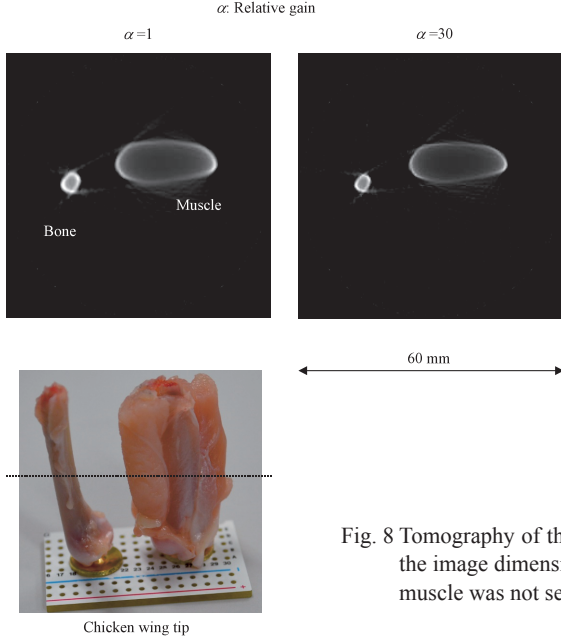 α: Relative gain
α =1
α =30
Muscle
Bone
60 mm
Fig. 8 Tomography of th
the image dimensi
muscle was not se
Chicken wing tip